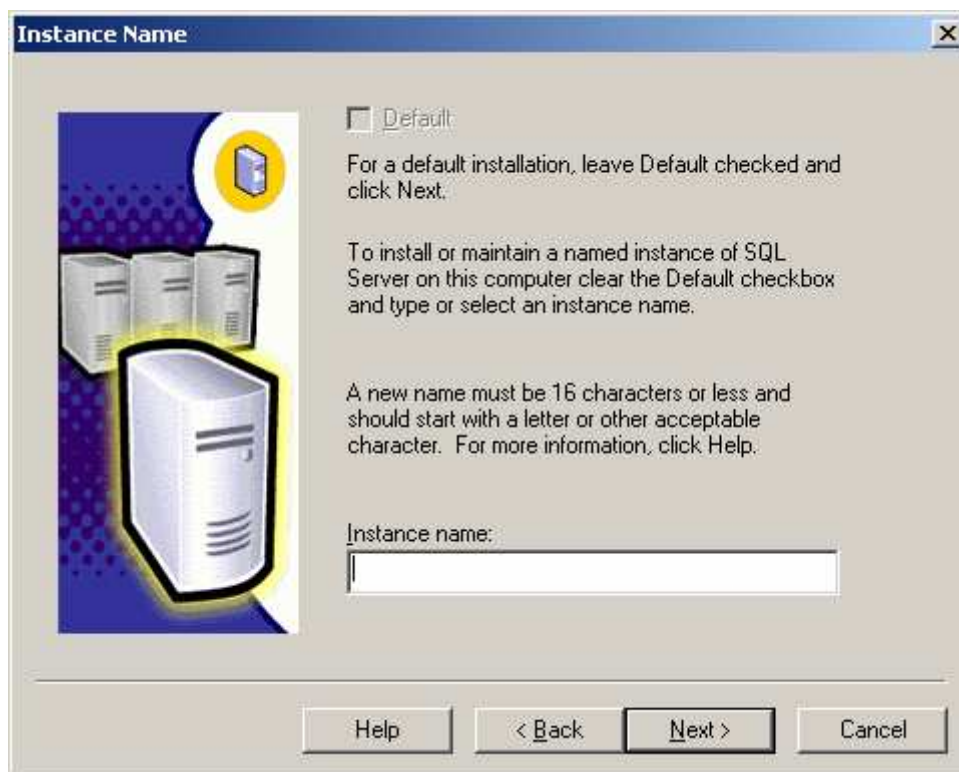 Instance Name
Default
For a default installation, leave Default checked and
click Next.
To install or maintain a named instance of SQL
Server on this computer clear the Default checkbox
and type or select an instance name.
A new name must be 16 characters or less and
should start with a letter or other acceptable
character. For more information, click Help.
Instance name:
Help < Back Next > Cancel